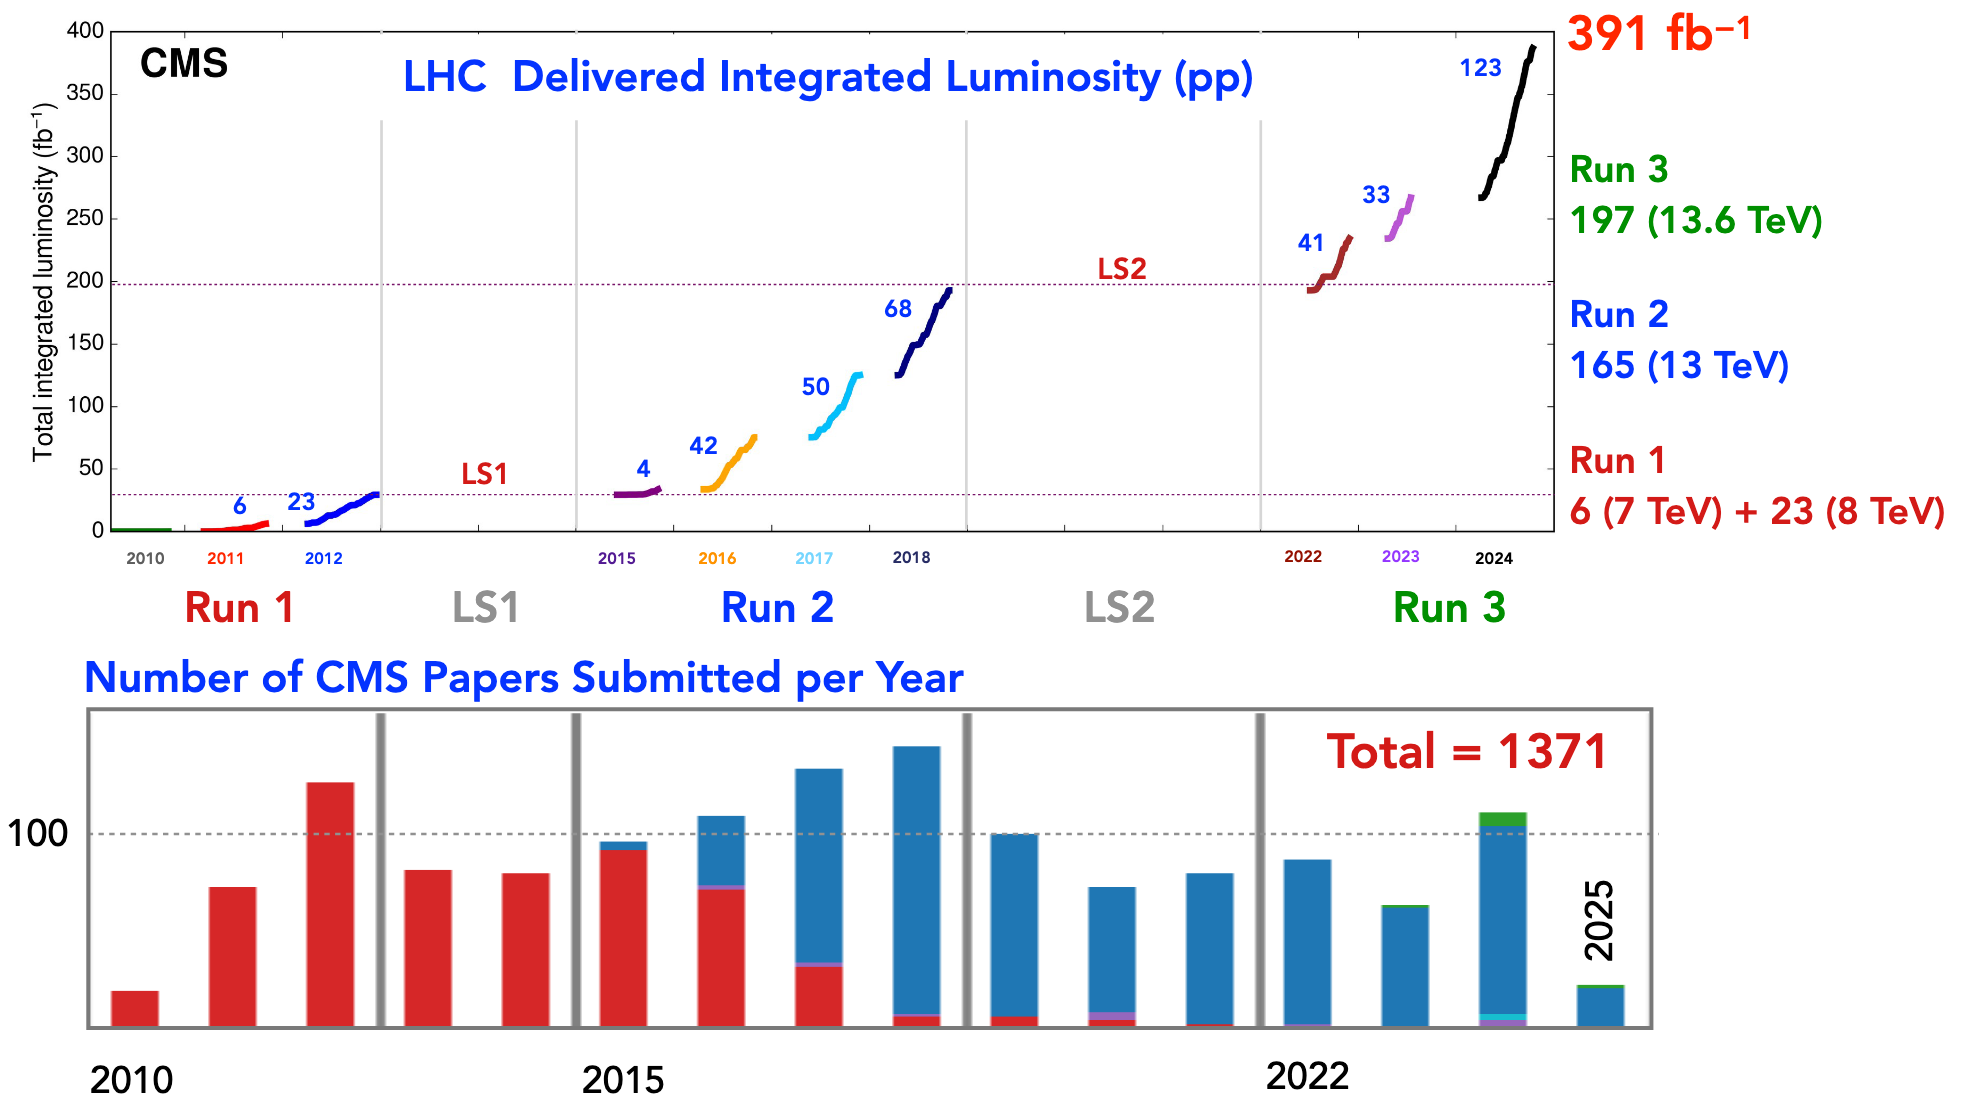 391 fb−1
CMS
LHC Delivered Integrated Luminosity (pp)
Total integrated luminosity (fb−1)
400
350
300
250
200
150
100
50
0
6
23
LS1
4
42
50
68
LS2
41
33
123
Run 3
197 (13.6 TeV)
Run 2
165 (13 TeV)
Run 1
6 (7 TeV) + 23 (8 TeV)
2010
2011
2012
2015
2016
2017
2018
2022
2023
2024
Run 1
LS1
Run 2
LS2
Run 3
Number of CMS Papers Submitted per Year
Total = 1371
100
2025
2010
2015
2022